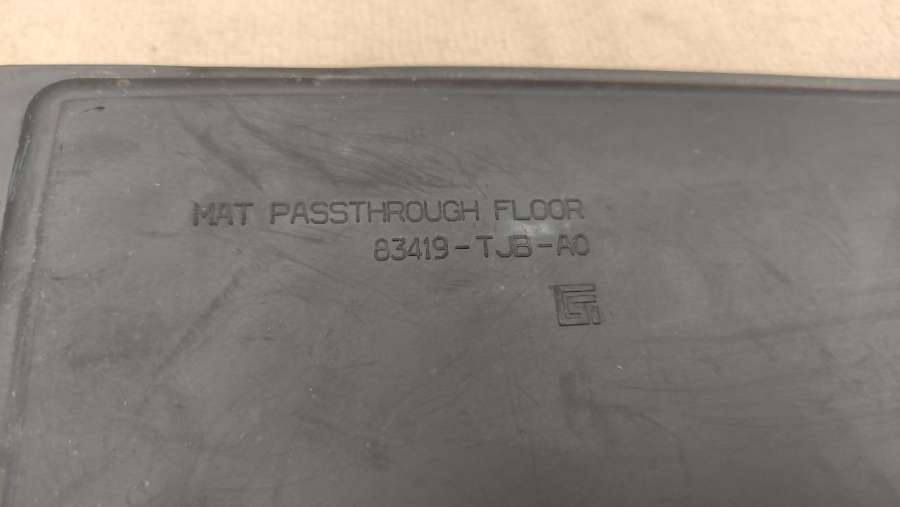 MAT PASSTHROUGH FLOOR
83419-TJB-A0